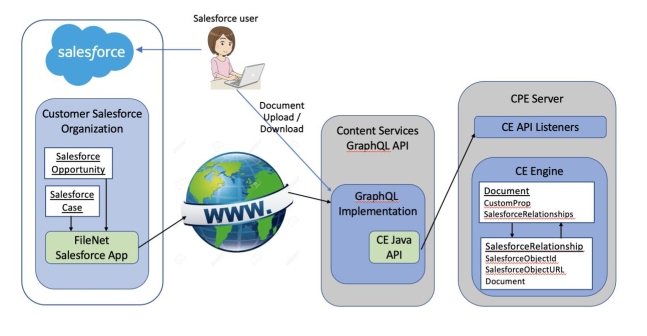 Salesforce user
salesforce
Customer Salesforce
Organization
Salesforce
Opportunity
Salesforce
Case
FileNet
Salesforce App
WWW.
Document
Upload /
Download
Content Services
GraphQL API
GraphQL
Implementation
CE Java
API
CPE Server
CE API Listeners
CE Engine
Document
CustomProp
SalesforceRelationships
SalesforceRelationship
SalesforceObjectId
SalesforceObjectURL
Document